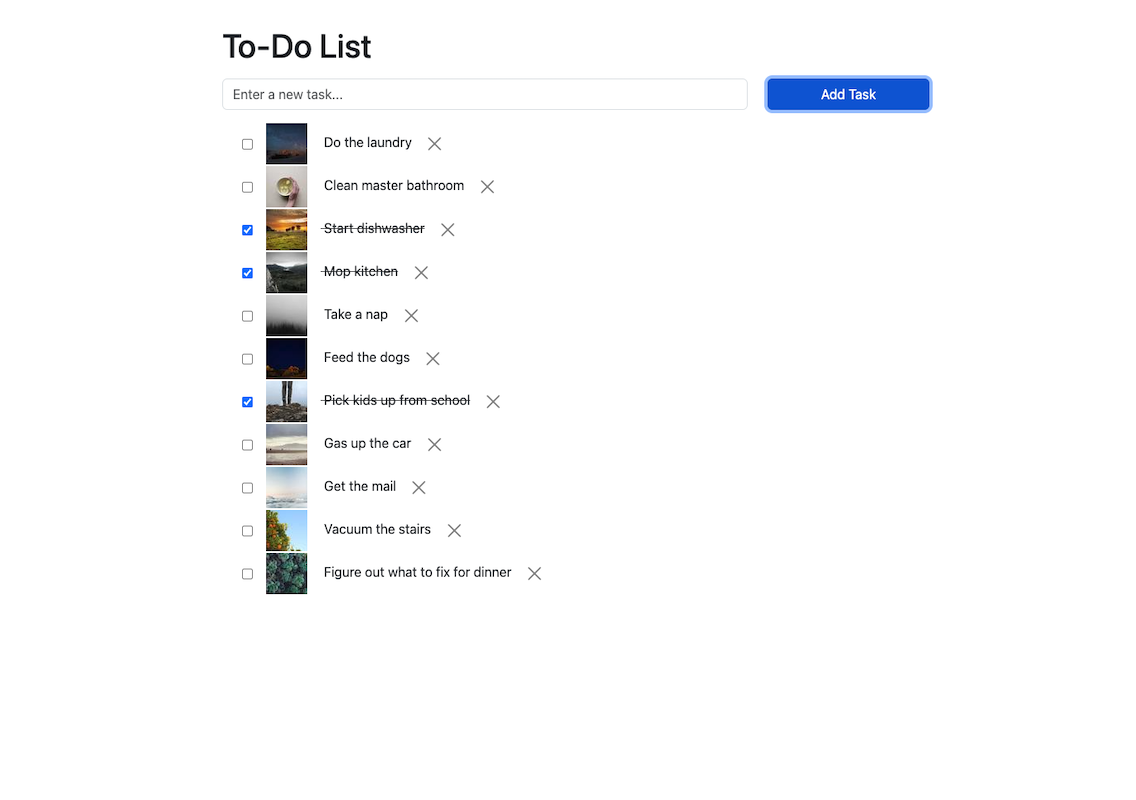 To-Do List
Enter a new task...
Add Task
Do the laundry
Clean master bathroom
Start dishwasher
Mop kitchen
Take a nap
Feed the dogs
Pick kids up from school
Gas up the car
Get the mail
Vacuum the stairs
Figure out what to fix for dinner